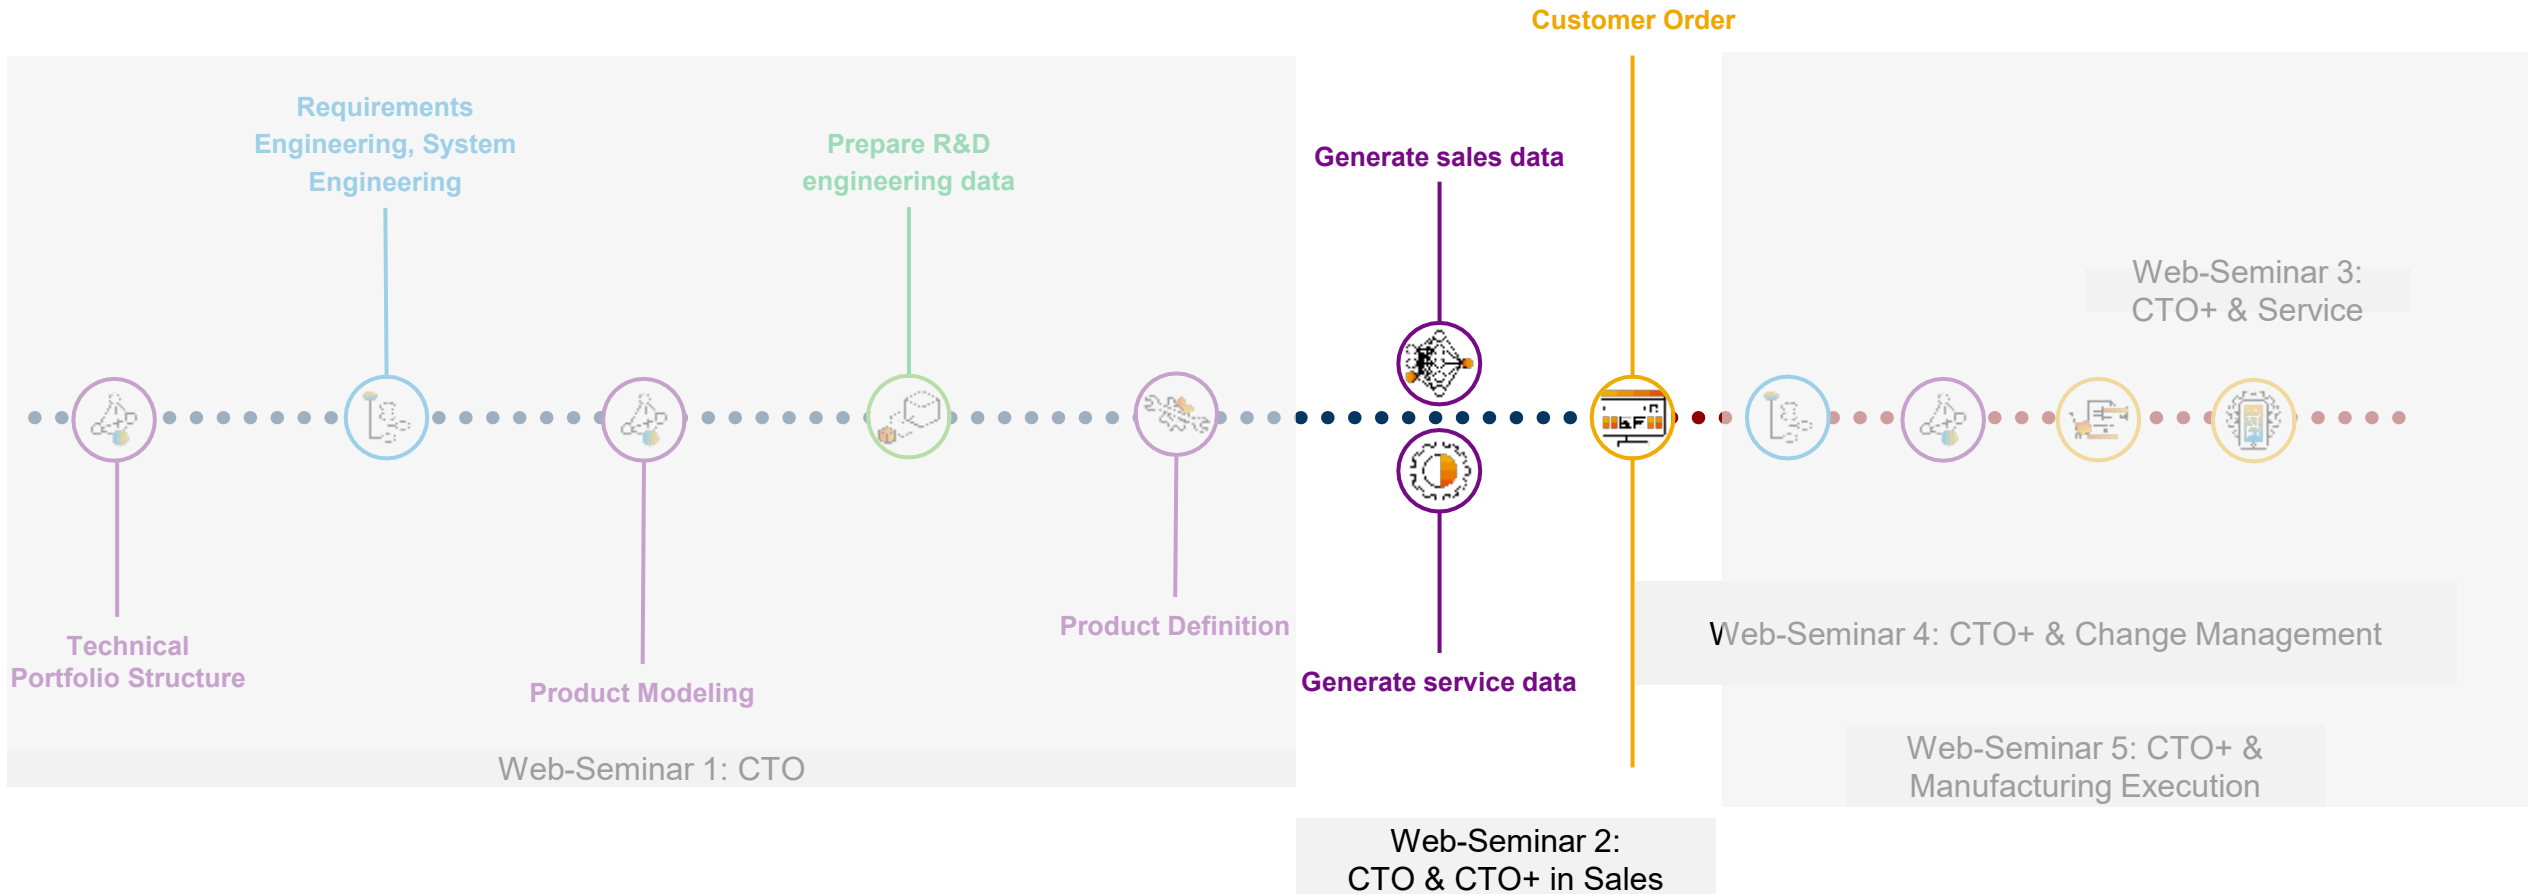 Customer Order
Requirements
Engineering, System
Engineering
Prepare R&D
engineering data
Generate sales data
Web-Seminar 3:
CTO+ & Service
Technical
Portfolio Structure
Product Modeling
Product Definition
Generate service data
Web-Seminar 4: CTO+ & Change Management
Web-Seminar 1: CTO
Web-Seminar 5: CTO+ &
Manufacturing Execution
Web-Seminar 2:
CTO & CTO+ in Sales